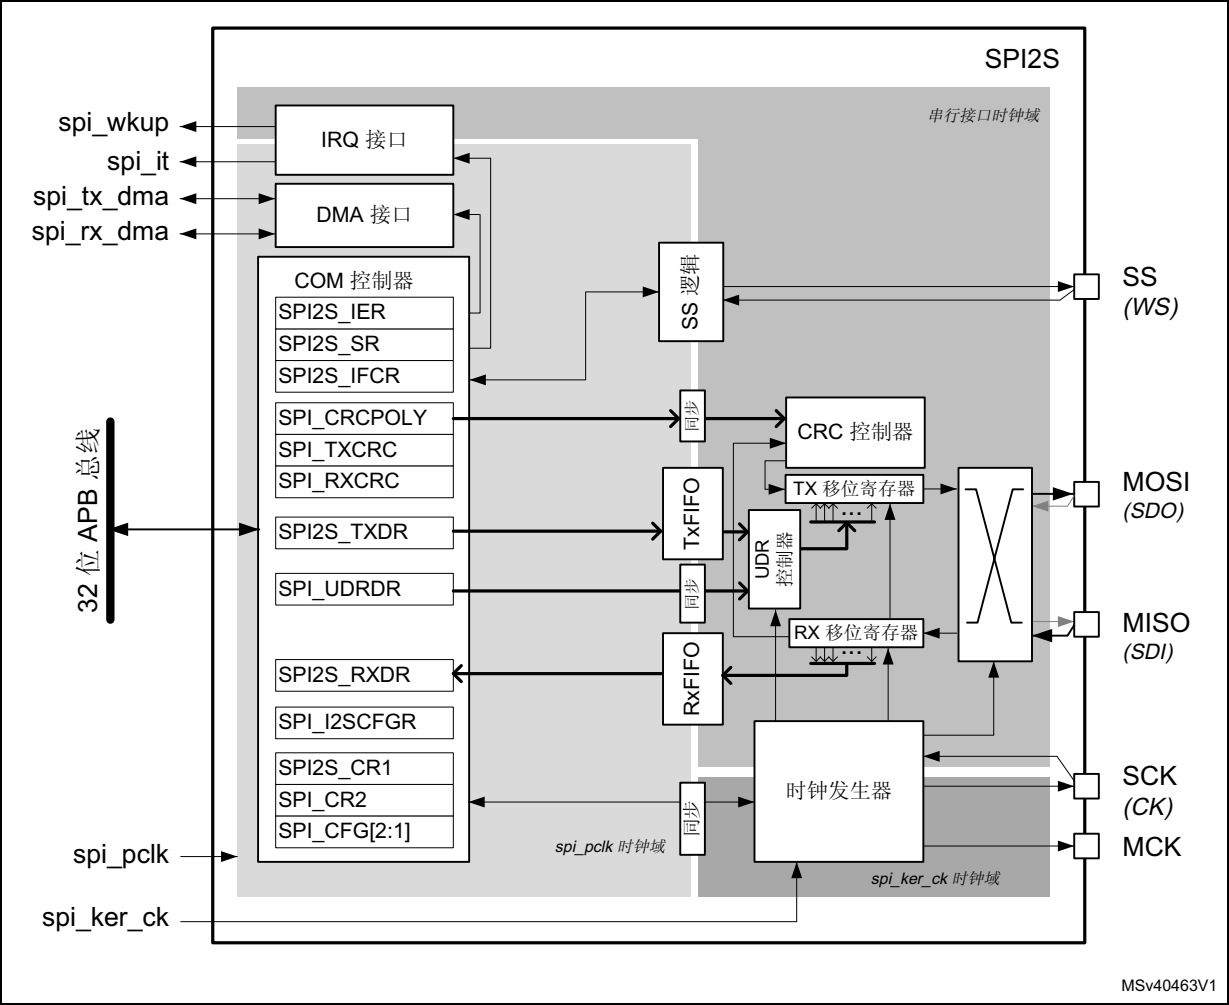 SPI2S
串行接口时钟域
spi_wkup
spi_it
spi_tx_dma
spi_rx_dma
IRQ 接口
DMA 接口
COM 控制器
SPI2S_IER
SPI2S_SR
SPI2S_IFCR
SPI_CRCPOLY
SPI_TXCRC
SPI_RXCRC
SPI2S_TXDR
SPI_UDRDR
SPI2S_RXDR
SPI_I2SCFGR
SPI2S_CR1
SPI_CR2
SPI_CFG[2:1]
32 位 APB 总线
spi_pclk
spi_ker_ck
SS 逻辑
同步
TxFIFO
同步
RxFIFO
同步
spi_pclk 时钟域
CRC 控制器
TX 移位寄存器
...
UDR
控制器
RX 移位寄存器
...
时钟发生器
spi_ker_ck 时钟域
SS
(WS)
MOSI
(SDO)
MISO
(SDI)
SCK
(CK)
MCK
MSv40463V1